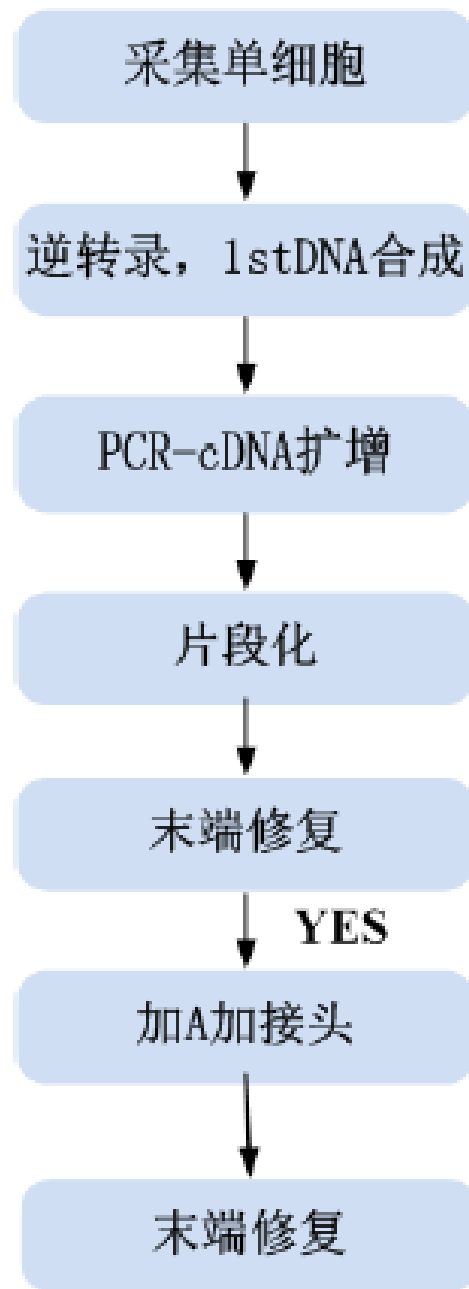 采集单细胞
逆转录，1stDNA合成
PCR-cDNA扩增
片段化
末端修复
YES
加A加接头
末端修复